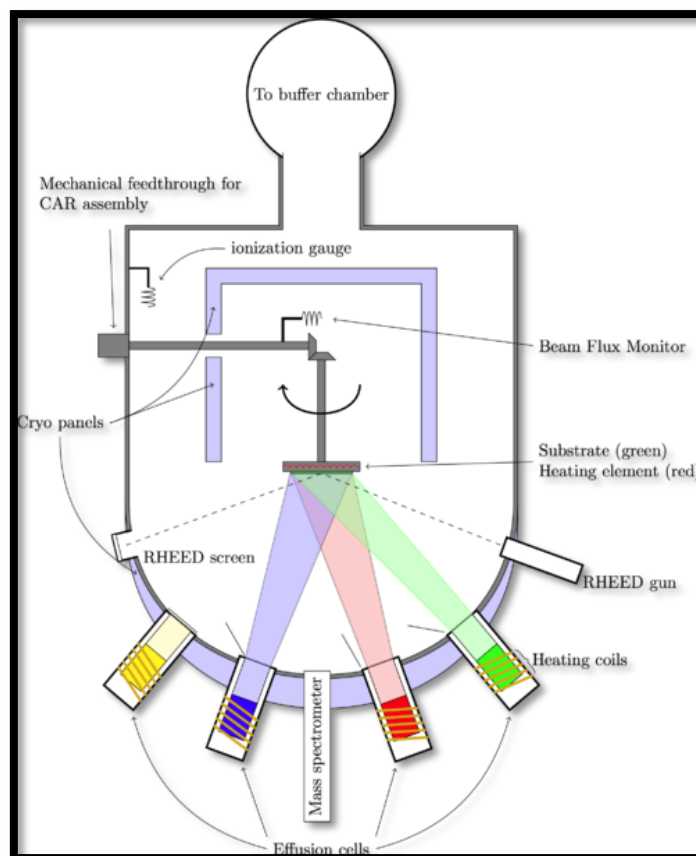 To buffer chamber
Mechanical feedthrough for
CAR assembly
ionization gauge
Beam Flux Monitor
Cryo panels
Substrate (green)
Heating element (red)
RHEED screen
RHEED gun
Heating coils
Mass spectrometer
Effusion cells